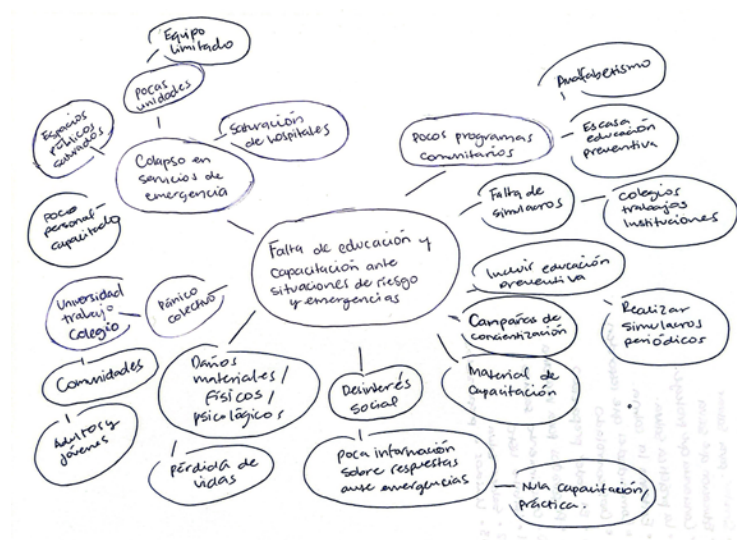 Equipo
limitado
pocas
unidades
Espacios
públicos
saturados
Saturación
de hospitales
Colapso en
servicios de
emergencia
poco
personal
capacitado
Analfabetismo
pocos programas
comunitarios
Escasa
educación
preventiva
Falta de
simulacros
colegios
trabajos
Instituciones
Falta de educación y
capacitación ante
situaciones de riesgo
y emergencias
Incluir educación
preventiva
Campañas de
concientización
Realizar
simulacros
periódicos
material de
capacitación
Universidad
trabajo
Colegio
Pánico
colectivo
Comunidades
Adultos y
jóvenes
Daños
materiales /
físicos /
psicológicos
pérdida de
vidas
Desinterés
social
poca información
sobre respuestas
ante emergencias
Nula capacitación/
práctica.